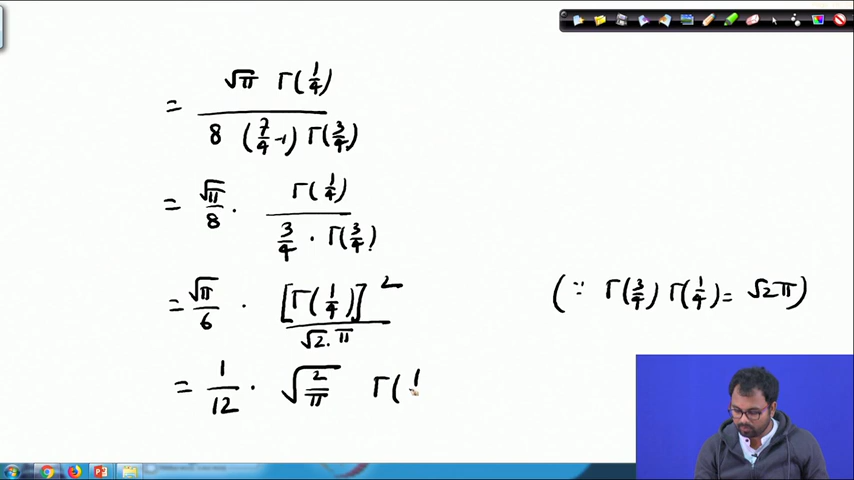 = √π Γ(1/4) / 8 (7/4 -1) Γ(3/4)
= √π/8 · Γ(1/4) / 3/4 · Γ(3/4)
= √π/6 · [Γ(1/4)]² / √2 · π (∵ Γ(3/4) Γ(1/4) = √2π)
= 1/12 · √2/π Γ(1